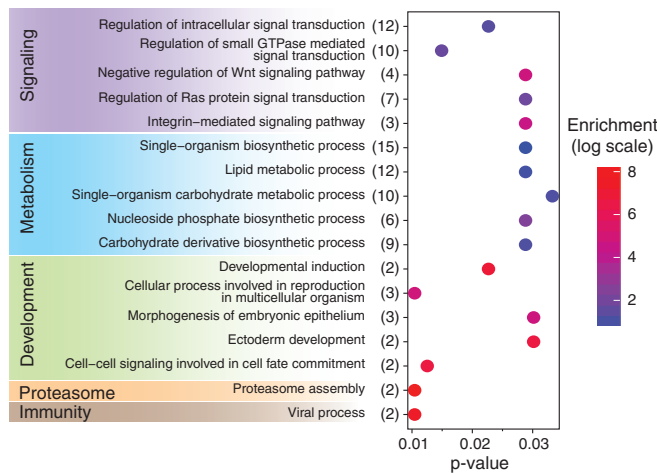 Signaling
Regulation of intracellular signal transduction (12)
Regulation of small GTPase mediated
signal transduction (10)
Negative regulation of Wnt signaling pathway (4)
Regulation of Ras protein signal transduction (7)
Integrin−mediated signaling pathway (3)
Metabolism
Single−organism biosynthetic process (15)
Lipid metabolic process (12)
Single−organism carbohydrate metabolic process (10)
Nucleoside phosphate biosynthetic process (6)
Carbohydrate derivative biosynthetic process (9)
Development
Developmental induction (2)
Cellular process involved in reproduction
in multicellular organism (3)
Morphogenesis of embryonic epithelium (3)
Ectoderm development (2)
Cell−cell signaling involved in cell fate commitment (2)
Proteasome
Proteasome assembly (2)
Immunity
Viral process (2)
0.01 0.02 0.03
p-value
Enrichment
(log scale)
8
6
4
2